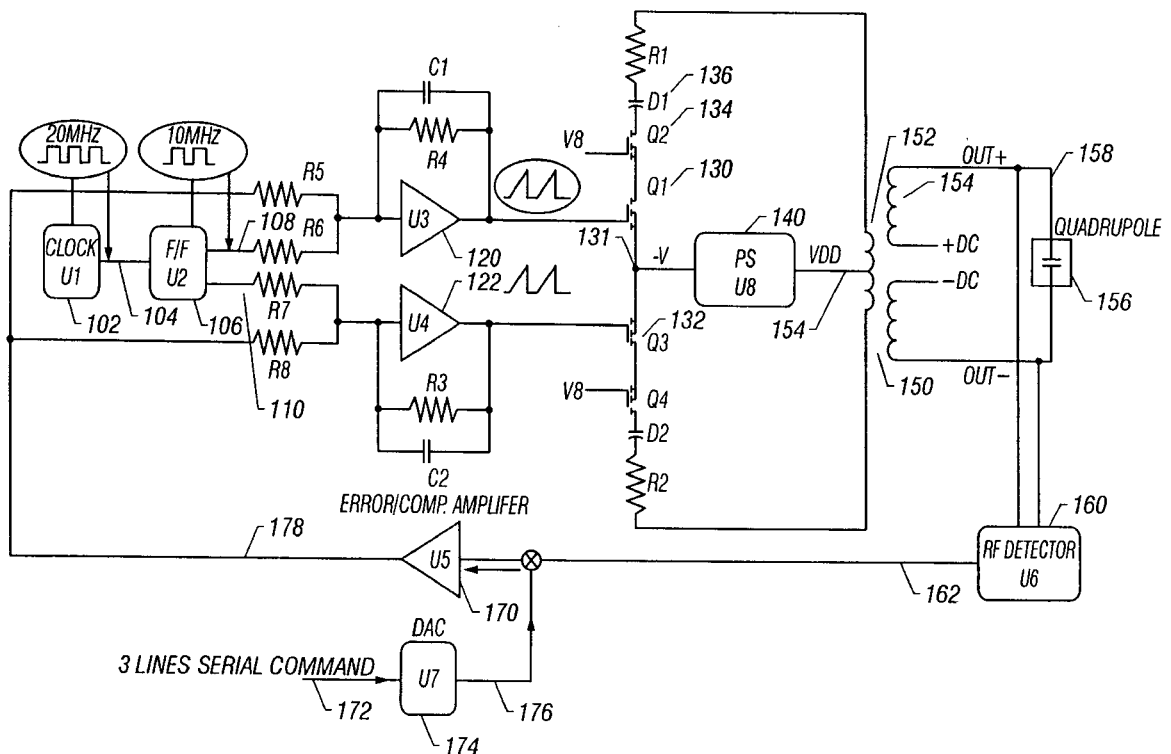 R1
C1
D1
136
134
Q2
20MHz
10MHz
V8
R4
152
OUT+
158
154
R5
Q1
130
R6
U3
140
QUADRUPOLE
108
131
CLOCK
U1
F/F
U2
120
-V
PS
U8
VDD
+DC
-DC
122
156
102
104
106
R7
U4
132
154
Q3
R8
110
R3
V8
Q4
OUT-
150
D2
C2
R2
ERROR/COMP. AMPLIFER
178
160
U5
RF DETECTOR
U6
170
162
DAC
3 LINES SERIAL COMMAND
U7
172
176
174